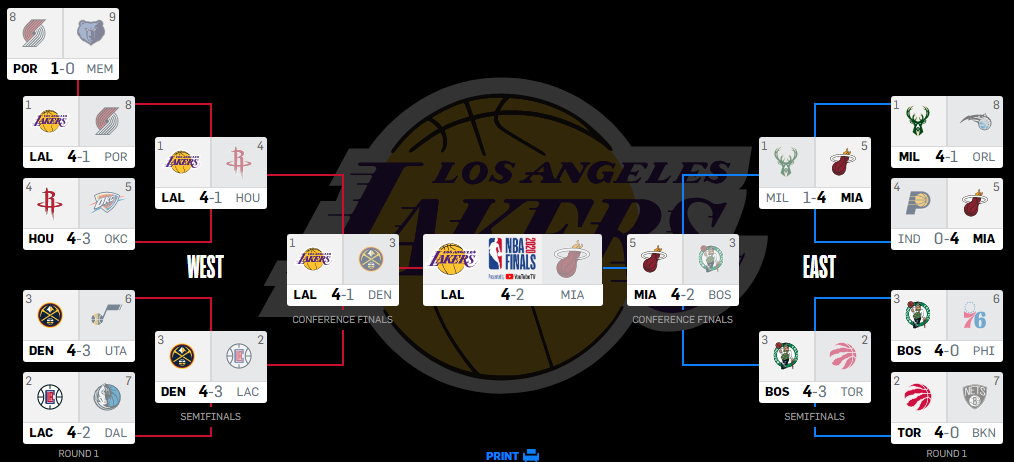 8 9
POR 1-0 MEM
1 8
LAL 4-1 POR
4 5
HOU 4-3 OKC
1 4
LAL 4-1 HOU
WEST
3 6
DEN 4-3 UTA
2 7
LAC 4-2 DAL
ROUND 1
3 2
DEN 4-3 LAC
SEMIFINALS
1 3
LAL 4-1 DEN
CONFERENCE FINALS
LOS ANGELES
LAKERS
NBA
FINALS
2020
YouTubeTV
LAL 4-2 MIA
5 3
MIA 4-2 BOS
CONFERENCE FINALS
1 5
MIL 1-4 MIA
EAST
3 2
BOS 4-3 TOR
SEMIFINALS
1 8
MIL 4-1 ORL
4 5
IND 0-4 MIA
3 6
76
BOS 4-0 PHI
2 7
NETS
B
TOR 4-0 BKN
ROUND 1
PRINT